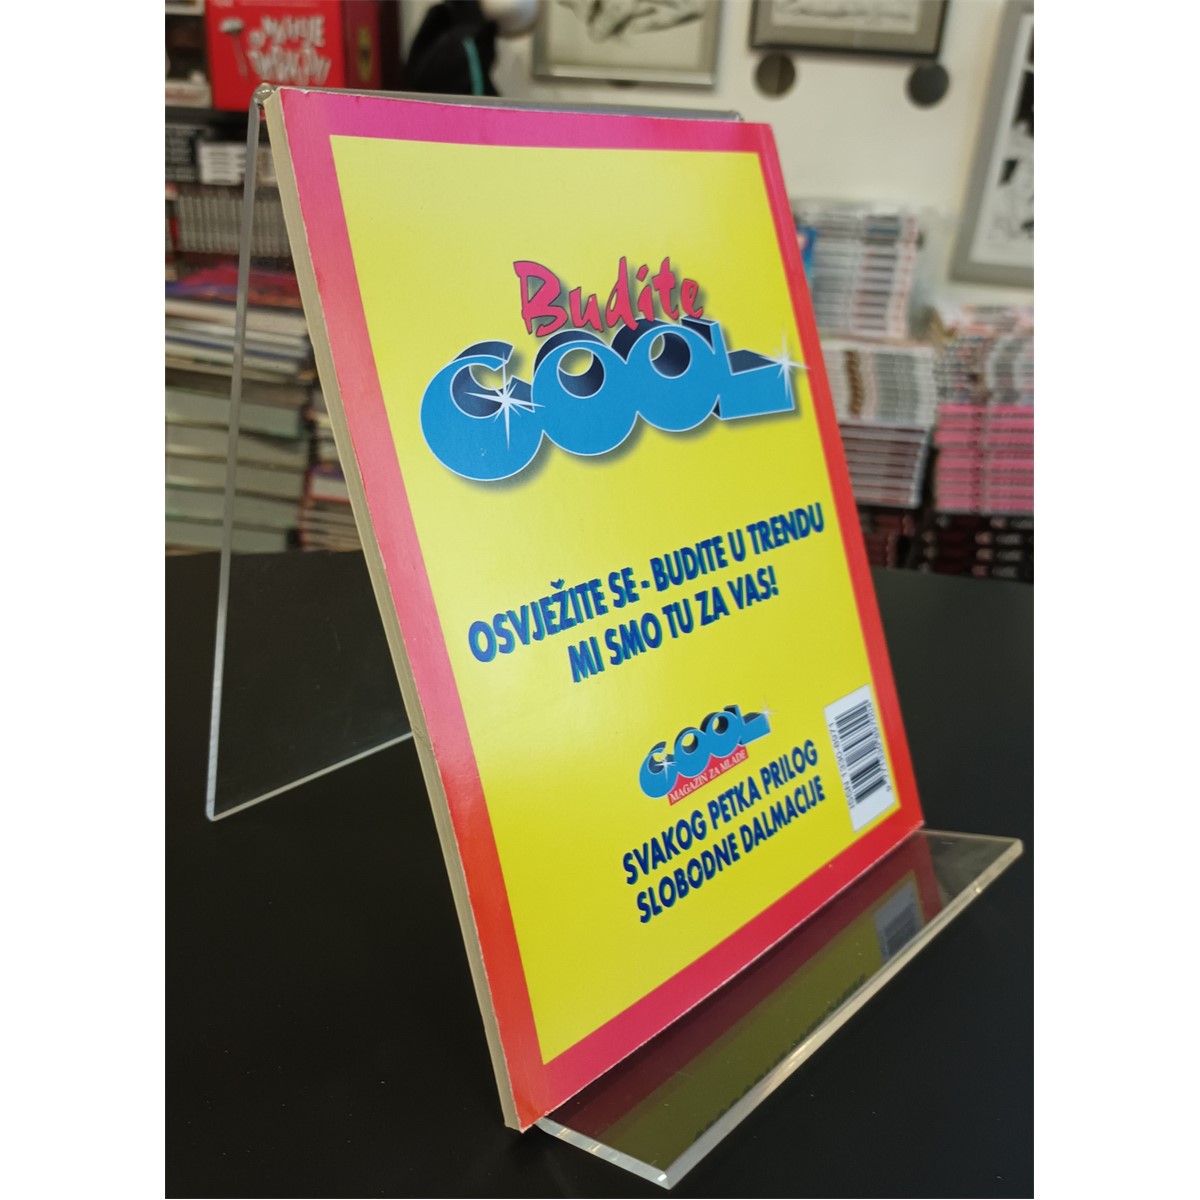 Budite
COOL
OSVJEŽITE SE - BUDITE U TRENDU
MI SMO TU ZA VAS!
COOL
MAGAZIN ZA MLADE
SVAKOG PETKA PRILOG
SLOBODNE DALMACIJE